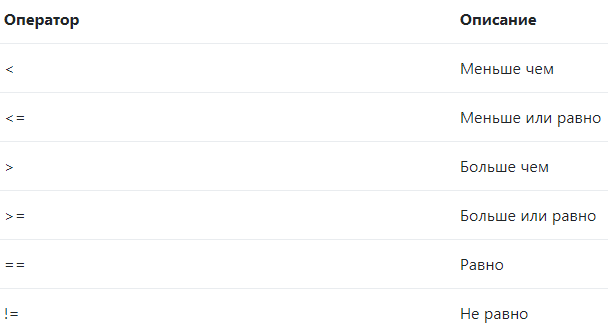 Оператор Описание
< Меньше чем
<= Меньше или равно
> Больше чем
>= Больше или равно
== Равно
!= Не равно